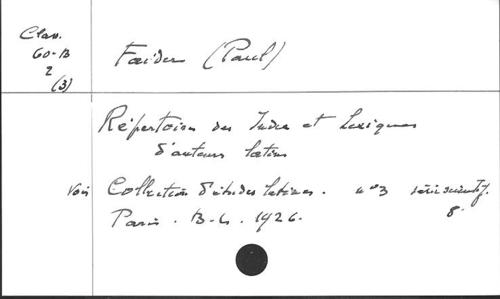 Class.
60-B
2
(3)
Faider (Paul)
Répertoire des Index et Lexiques
d'auteurs latins
Voir Collection d'études latines. n°3 série scientif.
Paris. B-L. 1926. 8°